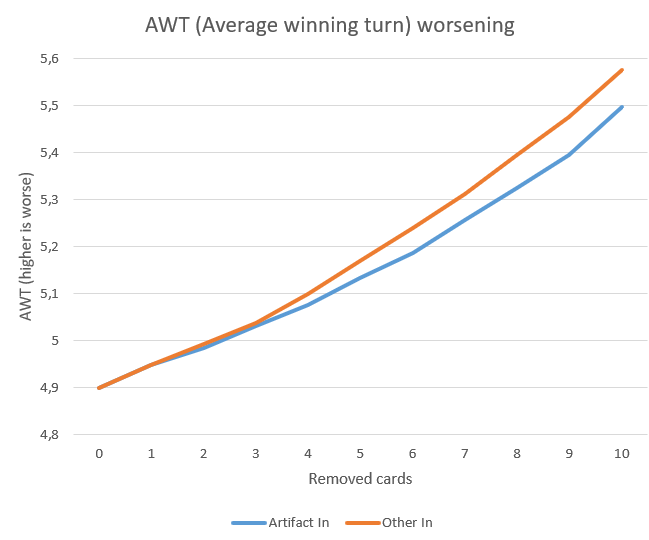 AWT (Average winning turn) worsening
5,6
5,5
5,4
5,3
5,2
5,1
5
4,9
4,8
AWT (higher is worse)
0 1 2 3 4 5 6 7 8 9 10
Removed cards
Artifact In Other In